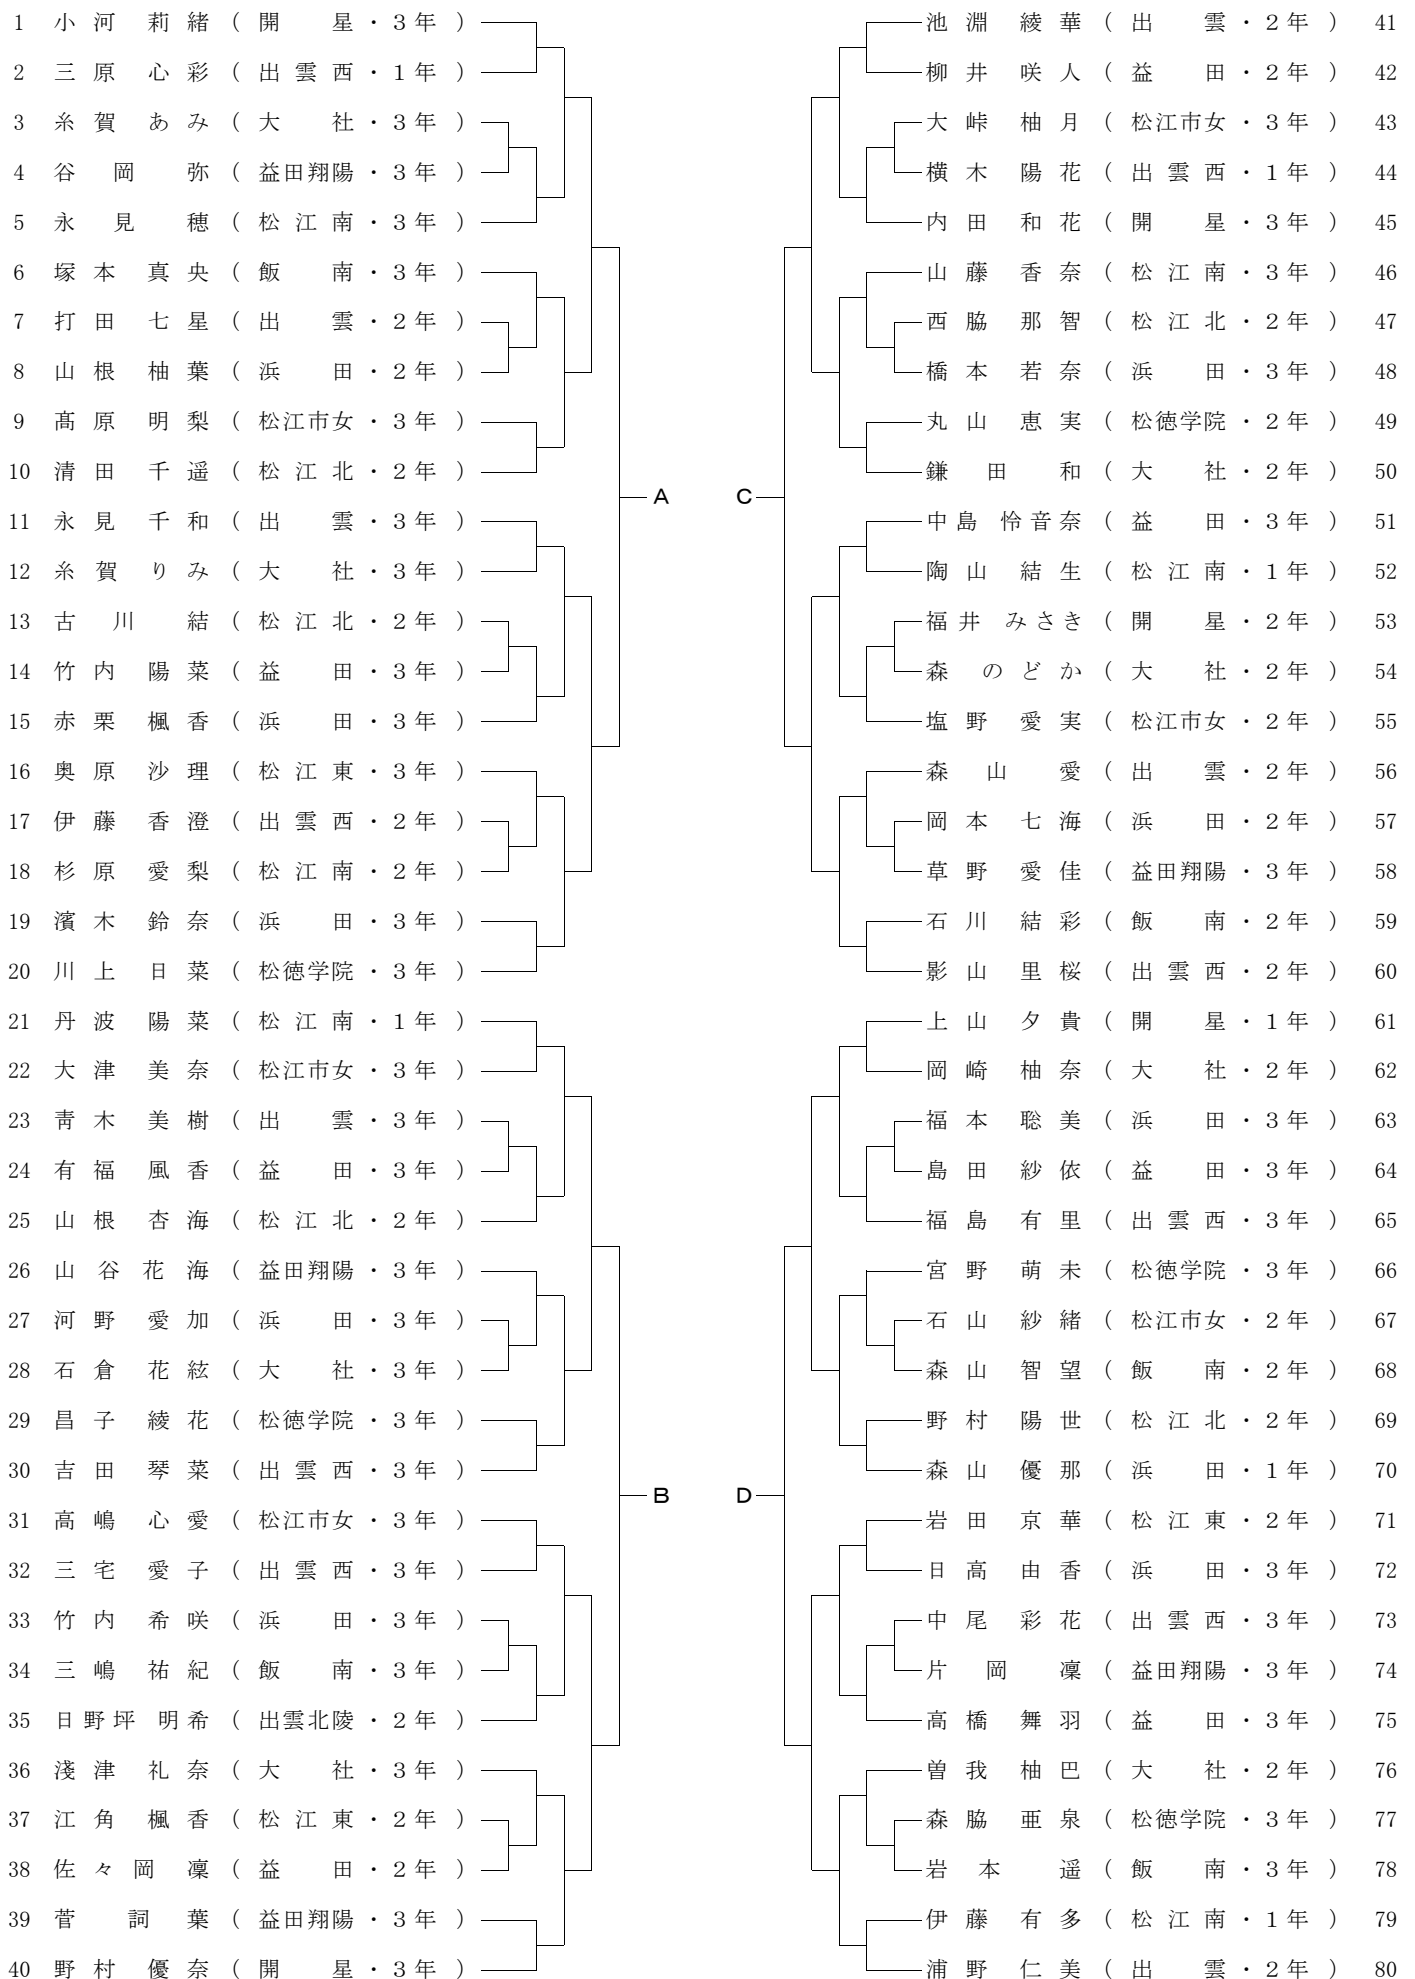 1 小河 莉緒 ( 開 星・3年 )
2 三原 心彩 ( 出雲西・1年 )
3 糸賀 あみ ( 大 社・3年 )
4 谷岡 弥 ( 益田翔陽・3年 )
5 永見 穂 ( 松江南・3年 )
6 塚本 真央 ( 飯 南・3年 )
7 打田 七星 ( 出 雲・2年 )
8 山根 柚葉 ( 浜 田・2年 )
9 髙原 明梨 ( 松江市女・3年 )
10 清田 千遥 ( 松江北・2年 )
A
11 永見 千和 ( 出 雲・3年 )
12 糸賀 りみ ( 大 社・3年 )
13 古川 結 ( 松江北・2年 )
14 竹内 陽菜 ( 益 田・3年 )
15 赤栗 楓香 ( 浜 田・3年 )
16 奥原 沙理 ( 松江東・3年 )
17 伊藤 香澄 ( 出雲西・2年 )
18 杉原 愛梨 ( 松江南・2年 )
19 濱木 鈴奈 ( 浜 田・3年 )
20 川上 日菜 ( 松徳学院・3年 )
21 丹波 陽菜 ( 松江南・1年 )
22 大津 美奈 ( 松江市女・3年 )
23 青木 美樹 ( 出 雲・3年 )
24 有福 風香 ( 益 田・3年 )
25 山根 杏海 ( 松江北・2年 )
26 山谷 花海 ( 益田翔陽・3年 )
27 河野 愛加 ( 浜 田・3年 )
28 石倉 花絃 ( 大 社・3年 )
29 昌子 綾花 ( 松徳学院・3年 )
30 吉田 琴菜 ( 出雲西・3年 )
B
31 高嶋 心愛 ( 松江市女・3年 )
32 三宅 愛子 ( 出雲西・3年 )
33 竹内 希咲 ( 浜 田・3年 )
34 三嶋 祐紀 ( 飯 南・3年 )
35 日野坪 明希 ( 出雲北陵・2年 )
36 淺津 礼奈 ( 大 社・3年 )
37 江角 楓香 ( 松江東・2年 )
38 佐々岡 凜 ( 益 田・2年 )
39 菅 詞葉 ( 益田翔陽・3年 )
40 野村 優奈 ( 開 星・3年 )
池淵 綾華 ( 出 雲・2年 ) 41
柳井 咲人 ( 益 田・2年 ) 42
大峠 柚月 ( 松江市女・3年 ) 43
横木 陽花 ( 出雲西・1年 ) 44
内田 和花 ( 開 星・3年 ) 45
山藤 香奈 ( 松江南・3年 ) 46
西脇 那智 ( 松江北・2年 ) 47
橋本 若奈 ( 浜 田・3年 ) 48
丸山 恵実 ( 松徳学院・2年 ) 49
鎌田 和 ( 大 社・2年 ) 50
C
中島 怜音奈 ( 益 田・3年 ) 51
陶山 結生 ( 松江南・1年 ) 52
福井 みさき ( 開 星・2年 ) 53
森 のどか ( 大 社・2年 ) 54
塩野 愛実 ( 松江市女・2年 ) 55
森山 愛 ( 出 雲・2年 ) 56
岡本 七海 ( 浜 田・2年 ) 57
草野 愛佳 ( 益田翔陽・3年 ) 58
石川 結彩 ( 飯 南・2年 ) 59
影山 里桜 ( 出雲西・2年 ) 60
上山 夕貴 ( 開 星・1年 ) 61
岡崎 柚奈 ( 大 社・2年 ) 62
福本 聡美 ( 浜 田・3年 ) 63
島田 紗依 ( 益 田・3年 ) 64
福島 有里 ( 出雲西・3年 ) 65
宮野 萌未 ( 松徳学院・3年 ) 66
石山 紗緒 ( 松江市女・2年 ) 67
森山 智望 ( 飯 南・2年 ) 68
野村 陽世 ( 松江北・2年 ) 69
森山 優那 ( 浜 田・1年 ) 70
D
岩田 京華 ( 松江東・2年 ) 71
日高 由香 ( 浜 田・3年 ) 72
中尾 彩花 ( 出雲西・3年 ) 73
片岡 凜 ( 益田翔陽・3年 ) 74
高橋 舞羽 ( 益 田・3年 ) 75
曽我 柚巴 ( 大 社・2年 ) 76
森脇 亜泉 ( 松徳学院・3年 ) 77
岩本 遥 ( 飯 南・3年 ) 78
伊藤 有多 ( 松江南・1年 ) 79
浦野 仁美 ( 出 雲・2年 ) 80